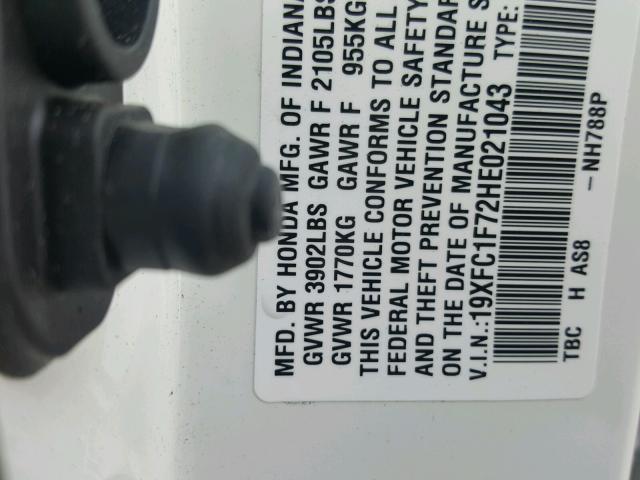 MFD. BY HONDA MFG. OF INDIANA
GVWR 3902LBS GAWR F 2105LBS
GVWR 1770KG GAWR F 955KG
THIS VEHICLE CONFORMS TO ALL
FEDERAL MOTOR VEHICLE SAFETY
AND THEFT PREVENTION STANDAR
ON THE DATE OF MANUFACTURE S
V.I.N.:19XFC1F72HE021043 TYPE:
TBC H AS8 – NH788P